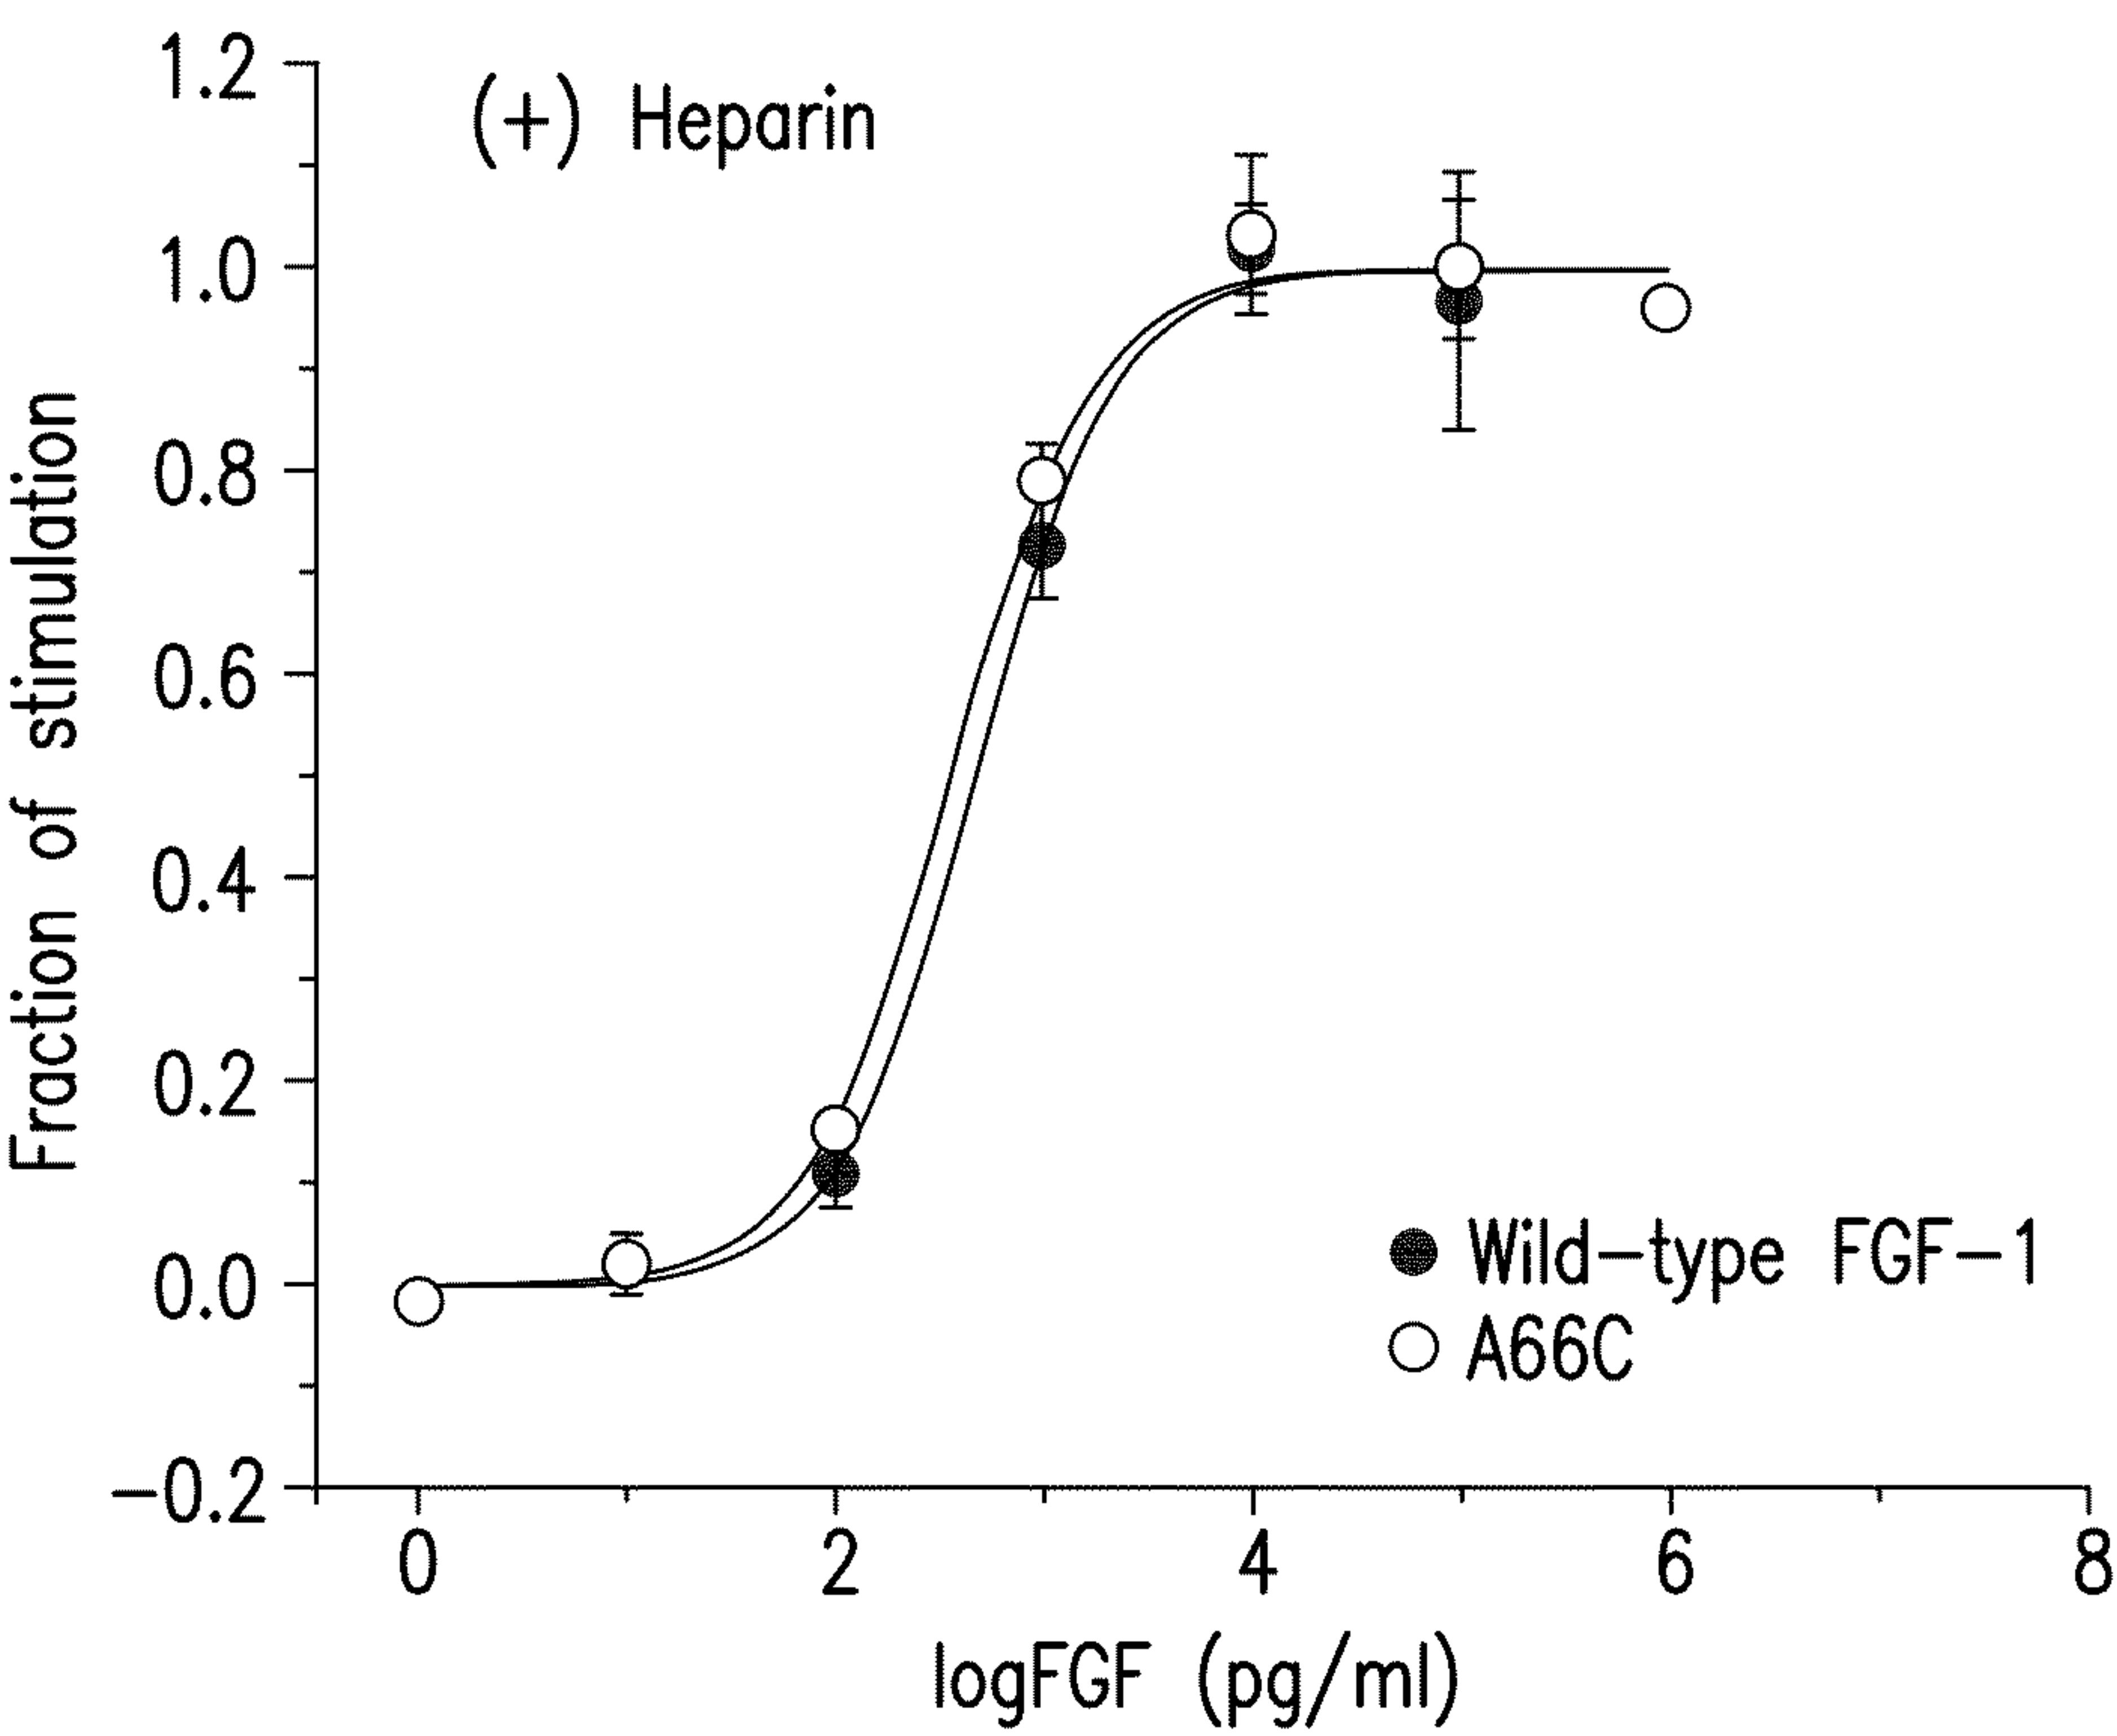 (+) Heparin
1.2
1.0
0.8
0.6
0.4
0.2
0.0
-0.2
Fraction of stimulation
Wild-type FGF-1
A66C
0 2 4 6 8
logFGF (pg/ml)